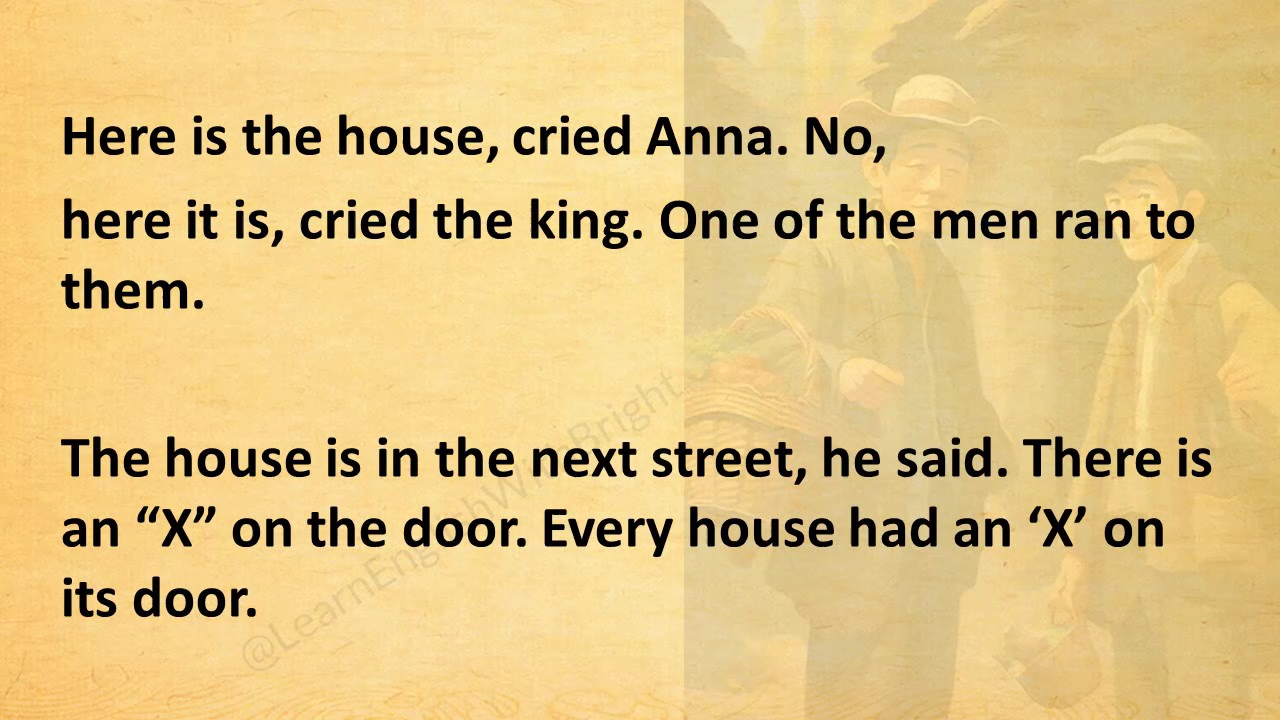 Here is the house, cried Anna. No,
here it is, cried the king. One of the men ran to
them.
The house is in the next street, he said. There is
an “X” on the door. Every house had an ‘X’ on
its door.